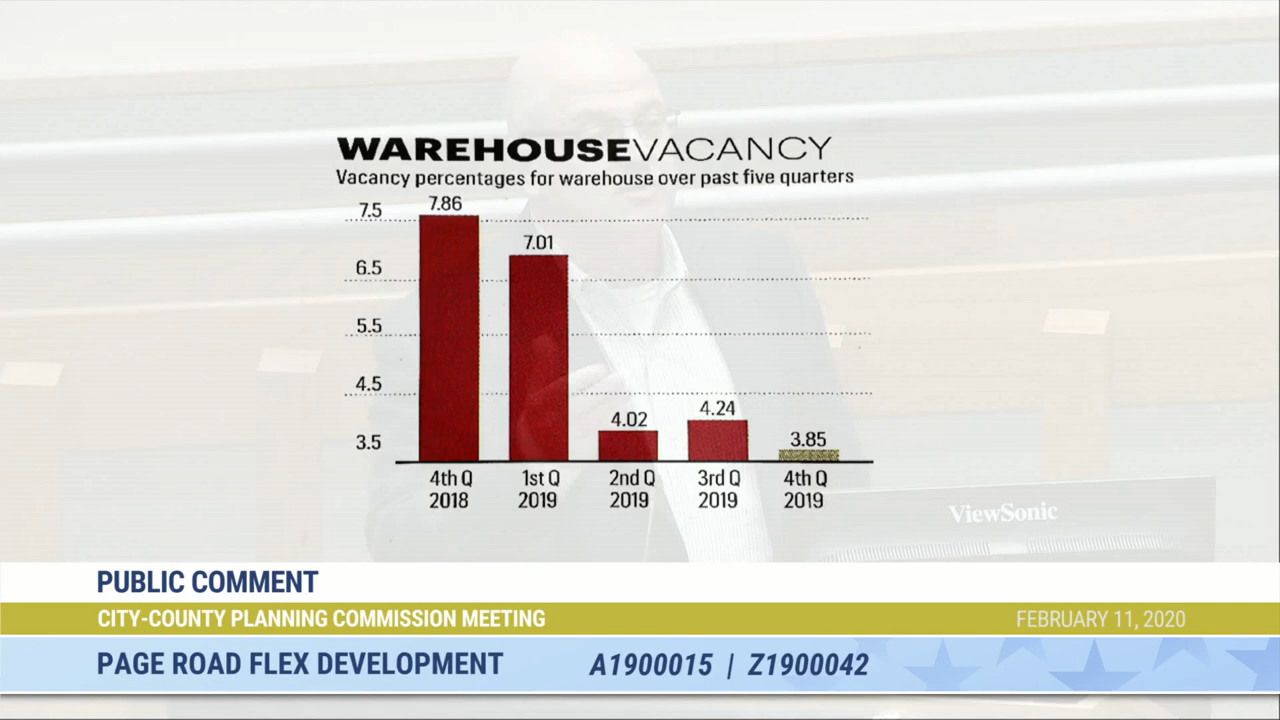 WAREHOUSEVACANCY
Vacancy percentages for warehouse over past five quarters
7.5
6.5
5.5
4.5
3.5
7.86
7.01
4.02
4.24
3.85
4th Q
2018
1st Q
2019
2nd Q
2019
3rd Q
2019
4th Q
2019
ViewSonic
PUBLIC COMMENT
CITY-COUNTY PLANNING COMMISSION MEETING
FEBRUARY 11, 2020
PAGE ROAD FLEX DEVELOPMENT
A1900015 | Z1900042